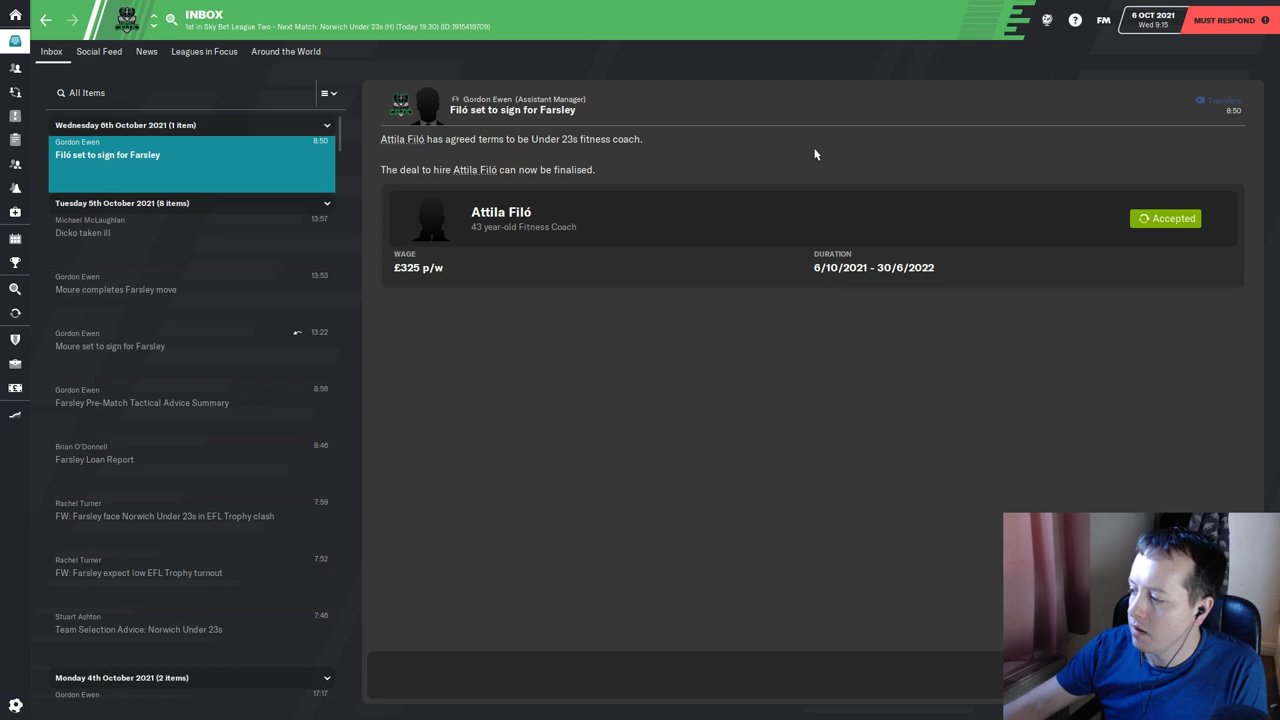 INBOX
1st in Sky Bet League Two - Next Match: Norwich Under 23s (H) (Today 19:30) (ID:1915419709)
FM
6 OCT 2021
Wed 9:15
MUST RESPOND
Inbox
Social Feed
News
Leagues in Focus
Around the World
All Items
Wednesday 6th October 2021 (1 item)
Gordon Ewen
8:50
Filó set to sign for Farsley
Tuesday 5th October 2021 (8 items)
Michael McLaughlan
13:57
Dicko taken ill
Gordon Ewen
13:53
Moure completes Farsley move
Gordon Ewen
13:22
Moure set to sign for Farsley
Gordon Ewen
8:56
Farsley Pre-Match Tactical Advice Summary
Brian O'Donnell
8:46
Farsley Loan Report
Rachel Turner
7:59
FW: Farsley face Norwich Under 23s in EFL Trophy clash
Rachel Turner
7:52
FW: Farsley expect low EFL Trophy turnout
Stuart Ashton
7:46
Team Selection Advice: Norwich Under 23s
Monday 4th October 2021 (2 items)
Gordon Ewen
17:17
Gordon Ewen (Assistant Manager)
Filó set to sign for Farsley
Transfers
8:50
Attila Filó has agreed terms to be Under 23s fitness coach.
The deal to hire Attila Filó can now be finalised.
Attila Filó
43 year-old Fitness Coach
Accepted
WAGE
£325 p/w
DURATION
6/10/2021 - 30/6/2022